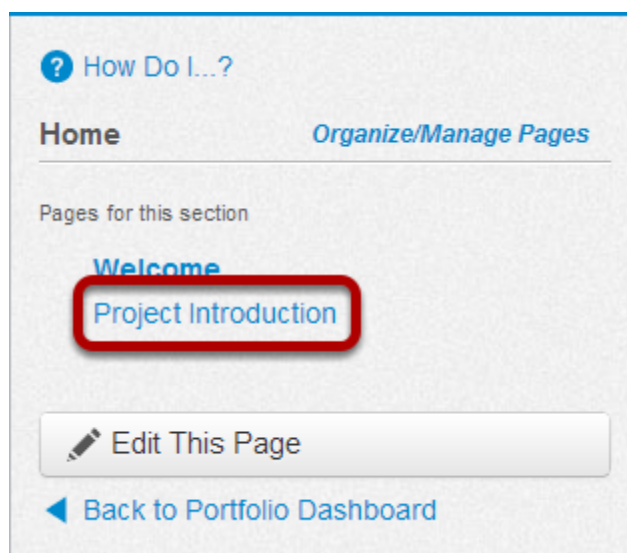 ? How Do I...?
Home Organize/Manage Pages
Pages for this section
Welcome
Project Introduction
Edit This Page
Back to Portfolio Dashboard